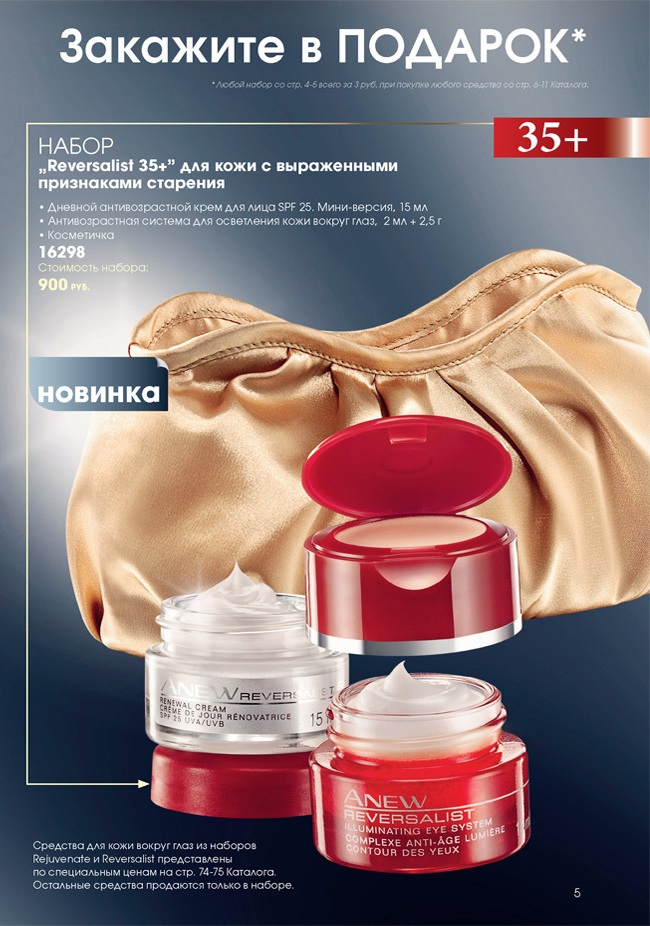 Закажите в ПОДАРОК*
* Любой набор со стр. 4-5 всего за 3 руб. при покупке любого средства со стр. 6-11 Каталога.
35+
НАБОР
„Reversalist 35+” для кожи с выраженными
признаками старения
• Дневной антивозрастной крем для лица SPF 25. Мини-версия, 15 мл
• Антивозрастная система для осветления кожи вокруг глаз, 2 мл + 2,5 г
• Косметичка
16298
Стоимость набора:
900 РУБ.
новинка
ANEW REVERSALIST
RENEWAL CREAM
CRÈME DE JOUR RÉNOVATRICE
SPF 25 UVA/UVB
15
ANEW
REVERSALIST
ILLUMINATING EYE SYSTEM
COMPLEXE ANTI-ÂGE LUMIÈRE
CONTOUR DES YEUX
Средства для кожи вокруг глаз из наборов
Rejuvenate и Reversalist представлены
по специальным ценам на стр. 74-75 Каталога.
Остальные средства продаются только в наборе.
5